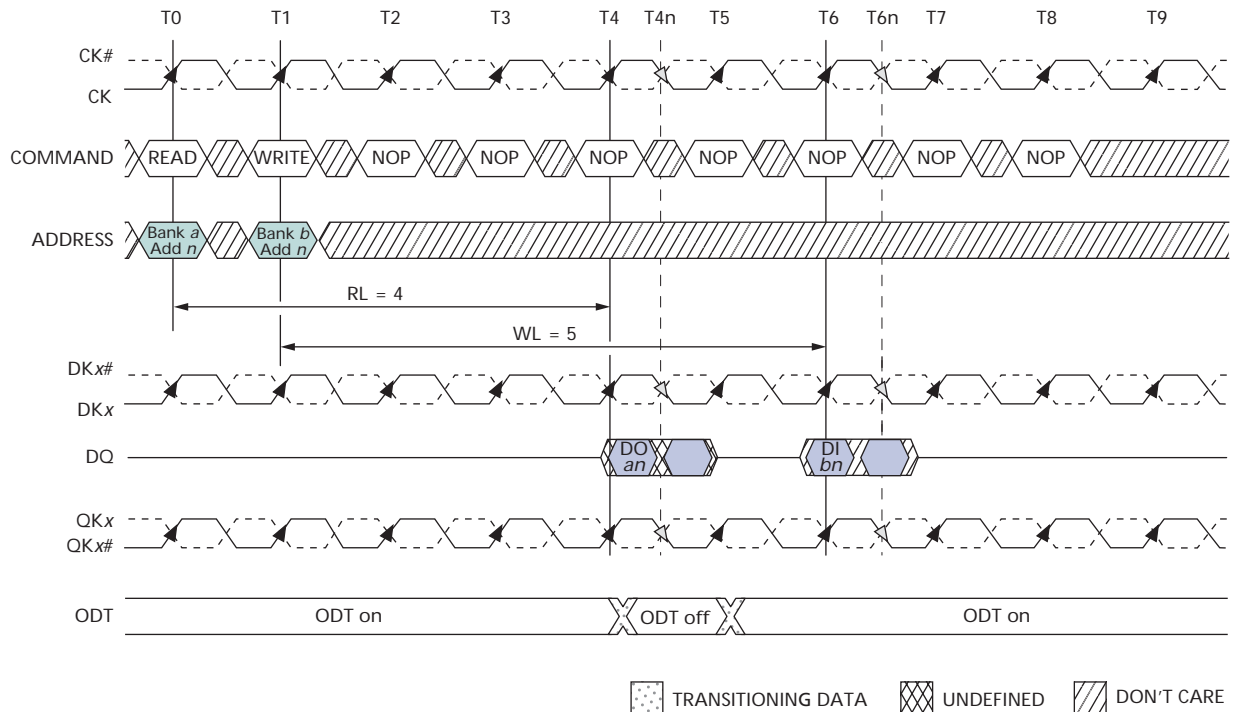 T0 T1 T2 T3 T4 T4n T5 T6 T6n T7 T8 T9
CK#
CK
COMMAND READ WRITE NOP NOP NOP NOP NOP NOP NOP
ADDRESS Bank a Add n Bank b Add n
RL = 4
WL = 5
DKx#
DKx
DQ DO an DI bn
QKx
QKx#
ODT ODT on ODT off ODT on
TRANSITIONING DATA UNDEFINED DON'T CARE